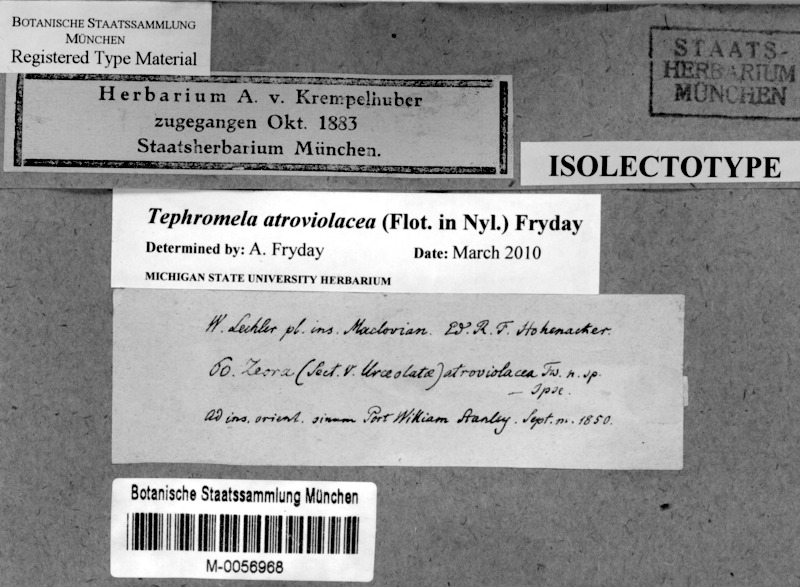 BOTANISCHE STAATSSAMMLUNG
MÜNCHEN
Registered Type Material
STAATS-
HERBARIUM
MÜNCHEN
Herbarium A. v. Krempelhuber
zugegangen Okt. 1883
Staatsherbarium München.
ISOLECTOTYPE
Tephromela atroviolacea (Flot. in Nyl.) Fryday
Determined by: A. Fryday Date: March 2010
MICHIGAN STATE UNIVERSITY HERBARIUM
W. Lechler pl. ins. Maclovian. Ed. R. F. Hohenacker.
60. Zeora (Sect. V. Urceolatæ) atroviolacea Fw. n. sp.
— Ipse.
Ad ins. orient. sinum Port William Stanley. Sept. m. 1850.
Botanische Staatssammlung München
M-0056968